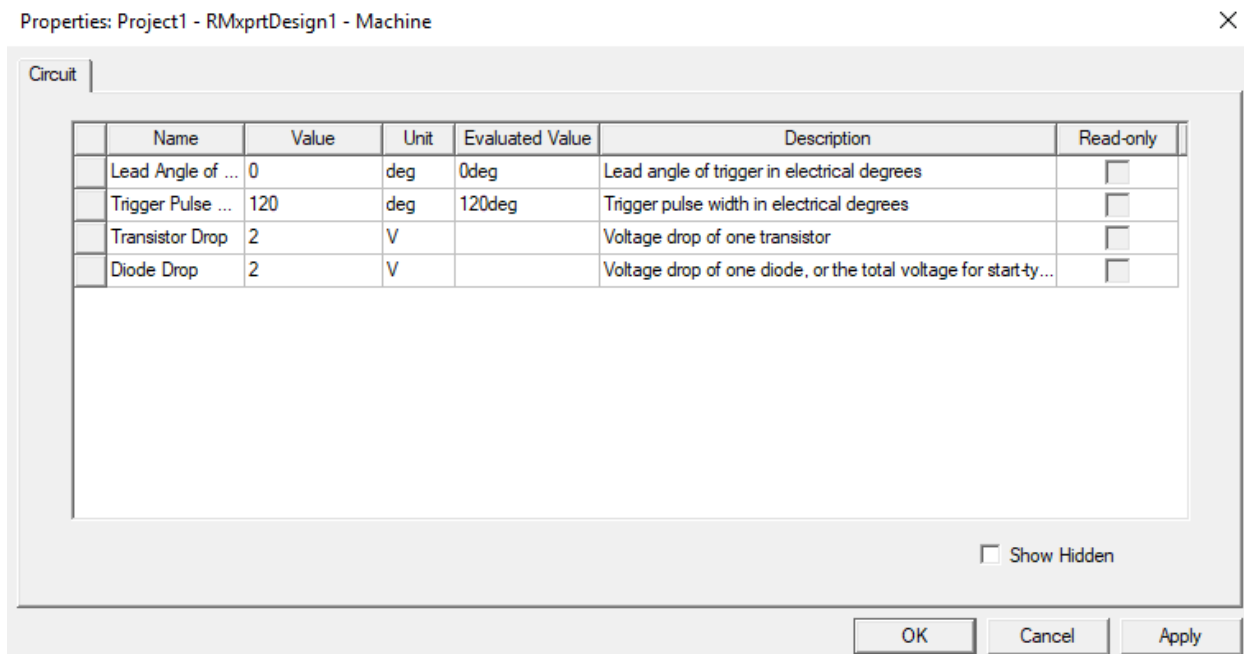 Properties: Project1 - RMxprtDesign1 - Machine
Circuit
Name Value Unit Evaluated Value Description Read-only
Lead Angle of ... 0 deg 0deg Lead angle of trigger in electrical degrees
Trigger Pulse ... 120 deg 120deg Trigger pulse width in electrical degrees
Transistor Drop 2 V Voltage drop of one transistor
Diode Drop 2 V Voltage drop of one diode, or the total voltage for start-ty...
Show Hidden
OK Cancel Apply